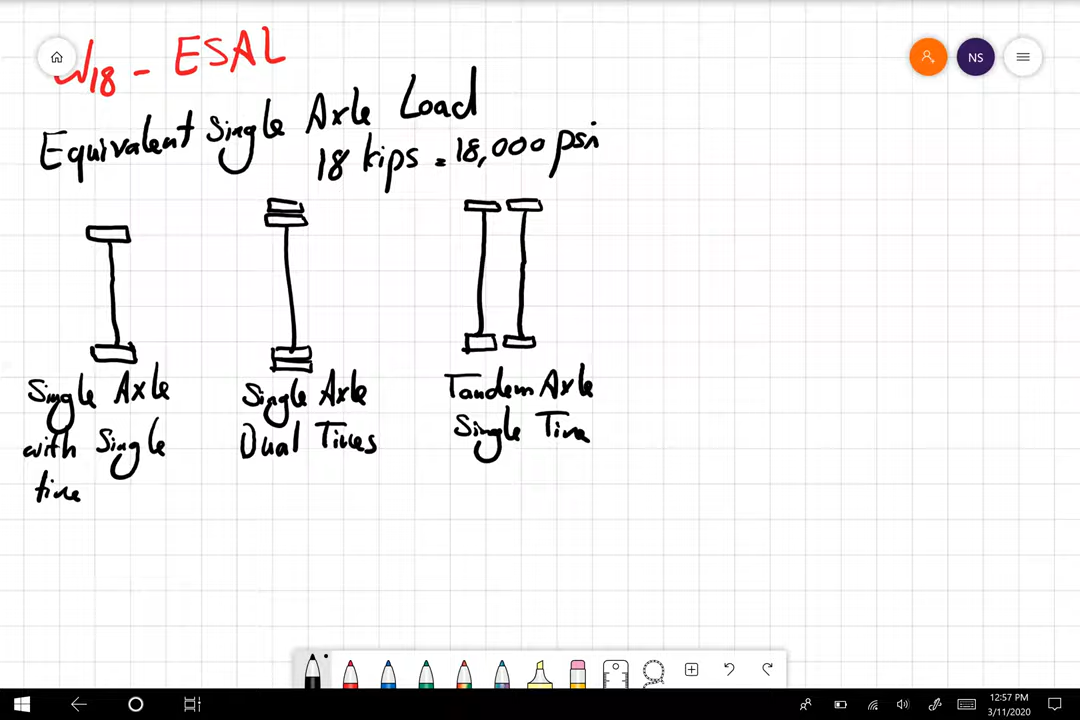 W18 - ESAL
Equivalent Single Axle Load
18 kips = 18,000 psi
Single Axle
with Single
tire
Single Axle
Dual Tires
Tandem Axle
Single Tire
NS
12:57 PM
3/11/2020